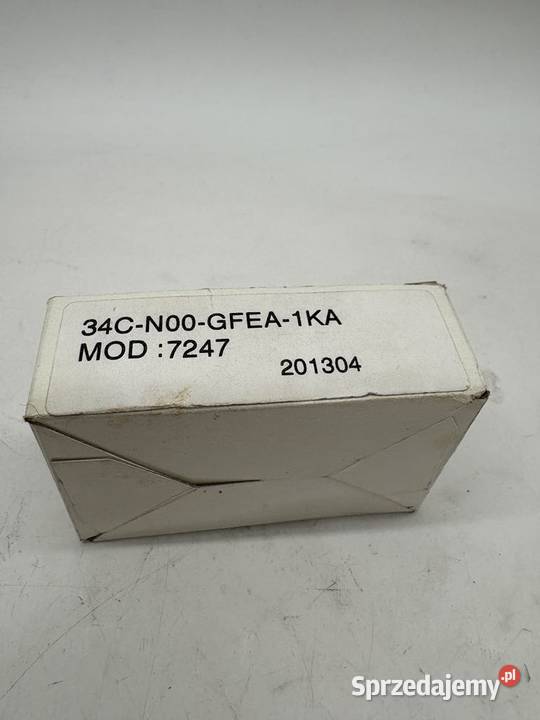 34C-N00-GFEA-1KA
MOD :7247
201304
Sprzedajemy.pl